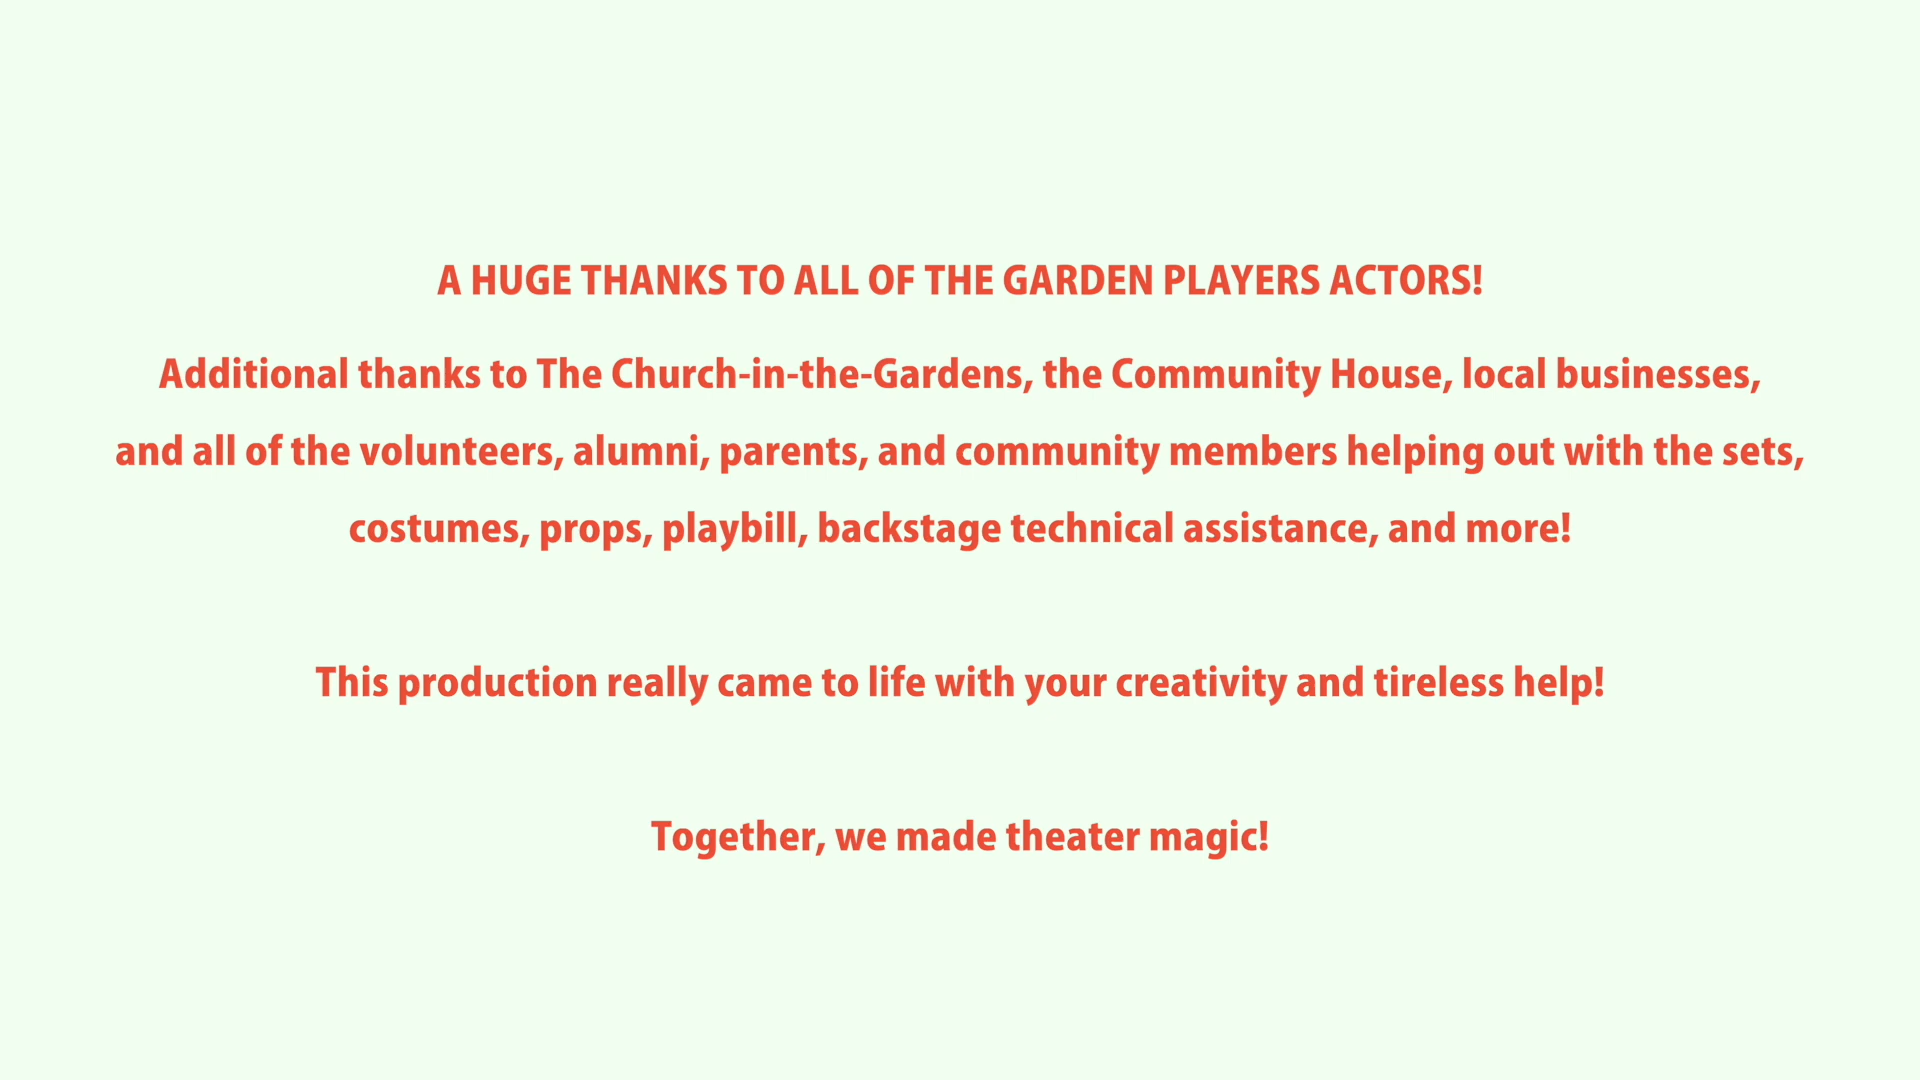 A HUGE THANKS TO ALL OF THE GARDEN PLAYERS ACTORS!
Additional thanks to The Church-in-the-Gardens, the Community House, local businesses,
and all of the volunteers, alumni, parents, and community members helping out with the sets,
costumes, props, playbill, backstage technical assistance, and more!
This production really came to life with your creativity and tireless help!
Together, we made theater magic!